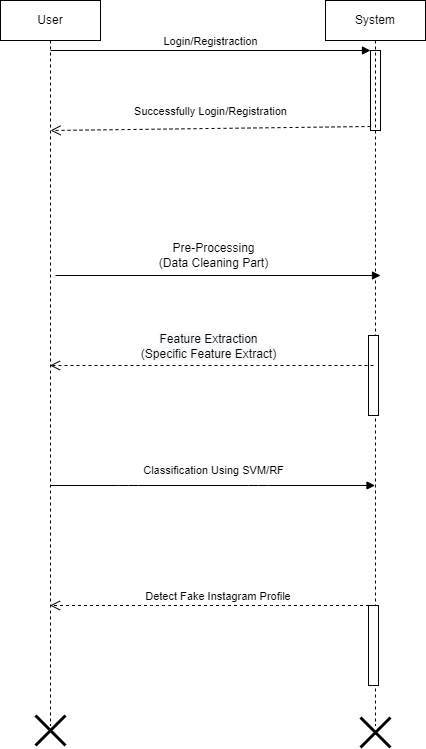 User
System
Login/Registraction
Successfully Login/Registration
Pre-Processing
(Data Cleaning Part)
Feature Extraction
(Specific Feature Extract)
Classification Using SVM/RF
Detect Fake Instagram Profile